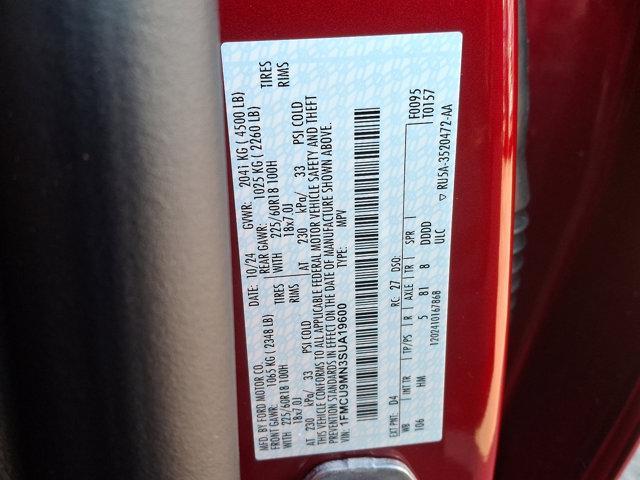 MFD. BY FORD MOTOR CO.
DATE: 10/24
GVWR: 2041 KG ( 4500 LB)
FRONT GAWR: 1065 KG ( 2348 LB)
REAR GAWR: 1025 KG ( 2260 LB)
WITH 225/60R18 100H TIRES
WITH 225/60R18 100H TIRES
18x7.0J RIMS
18x7.0J RIMS
AT 230 kPa/ 33 PSI COLD
AT 230 kPa/ 33 PSI COLD
THIS VEHICLE CONFORMS TO ALL APPLICABLE FEDERAL MOTOR VEHICLE SAFETY AND THEFT
PREVENTION STANDARDS IN EFFECT ON THE DATE OF MANUFACTURE SHOWN ABOVE.
VIN: 1FMCU9MN3SUA19600
TYPE: MPV
F0095
T0157
EXT PNT: D4 RC: 27 DSO:
WB INT TR TP/PS R AXLE TR SPR
106 HM 5 B1 8 DDDD
ULC
1202410167868
▽ RU5A-3520472-AA